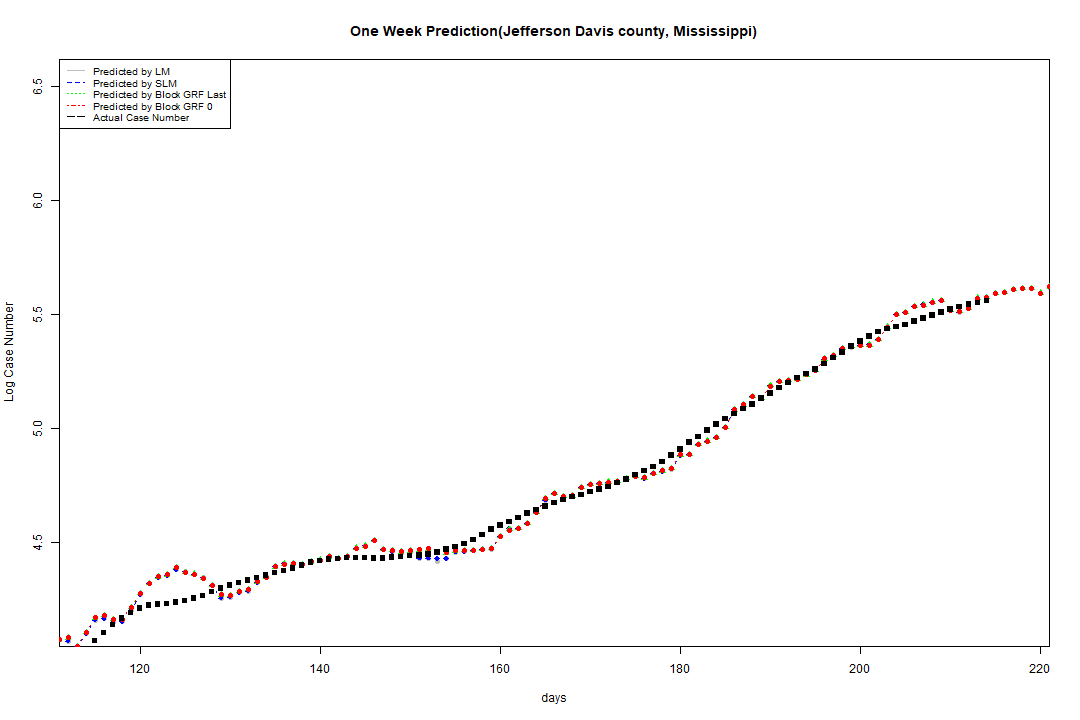 One Week Prediction(Jefferson Davis county, Mississippi)
Predicted by LM
Predicted by SLM
Predicted by Block GRF Last
Predicted by Block GRF 0
Actual Case Number
6.5
6.0
5.5
5.0
4.5
Log Case Number
120 140 160 180 200 220
days